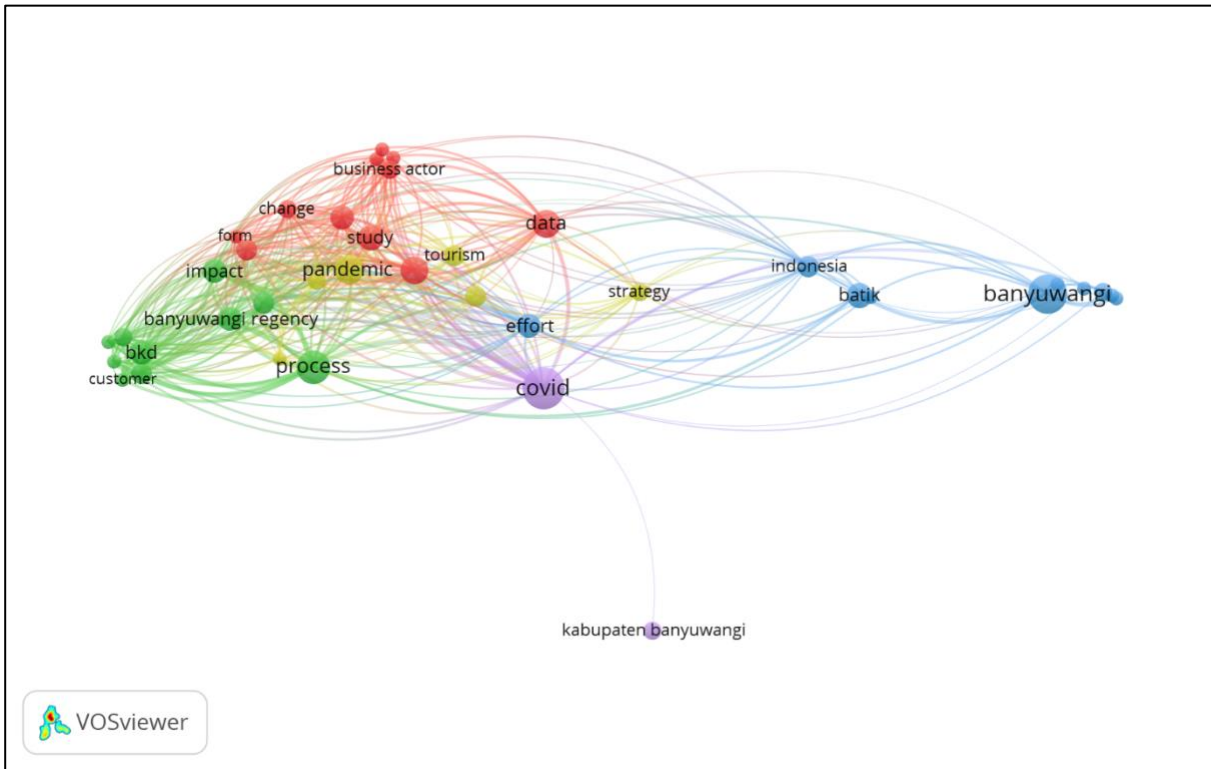 business actor
change
data
form
study
tourism
impact
pandemic
indonesia
strategy
batik
banyuwangi
banyuwangi regency
effort
bkd
process
customer
covid
kabupaten banyuwangi
VOSviewer